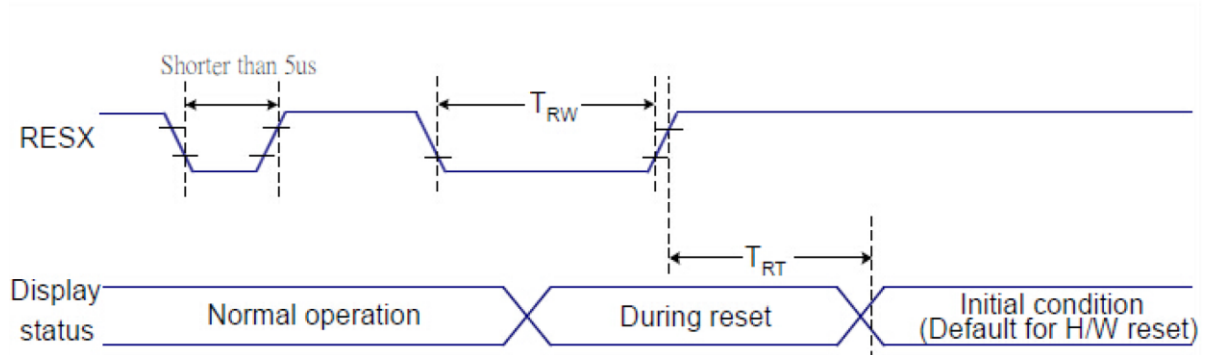 Shorter than 5us
RESX
TRW
TRT
Display
status
Normal operation
During reset
Initial condition
(Default for H/W reset)